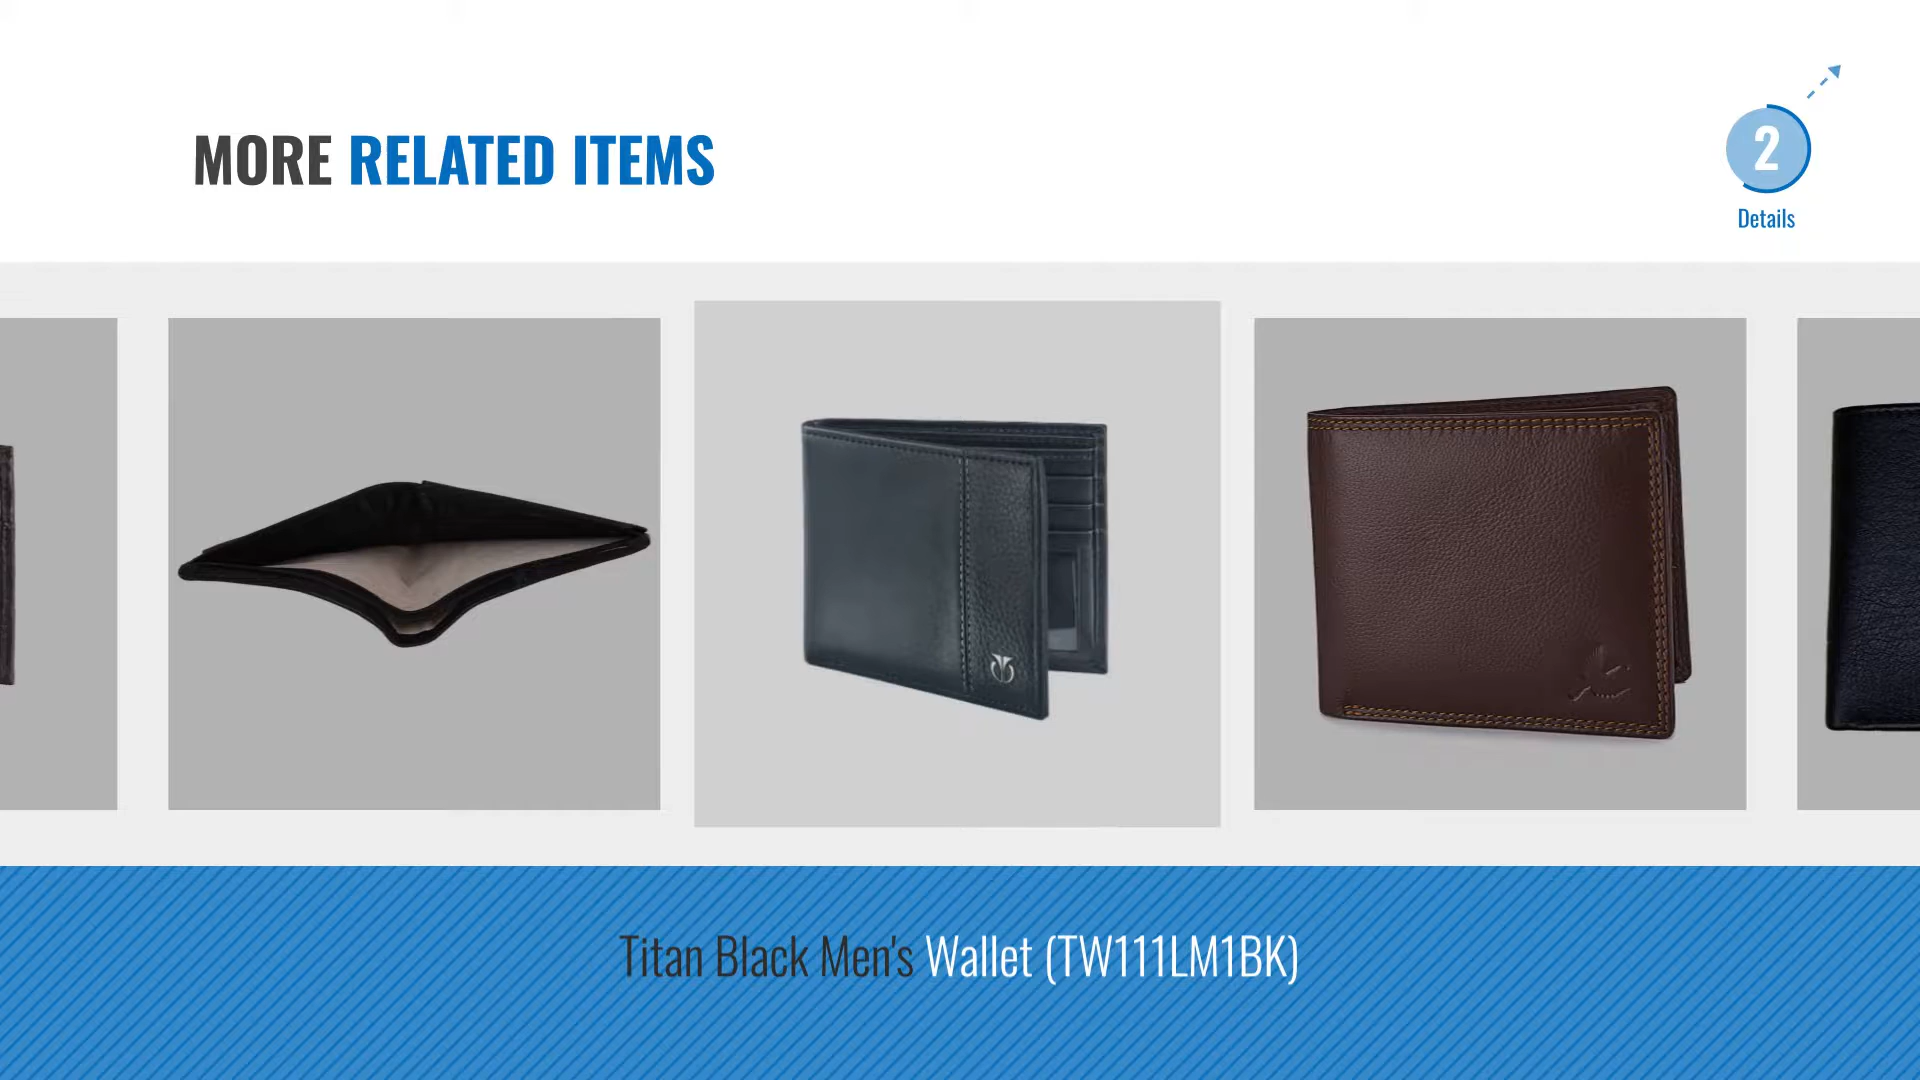 MORE RELATED ITEMS
2
Details
Titan Black Men's Wallet (TW111LM1BK)